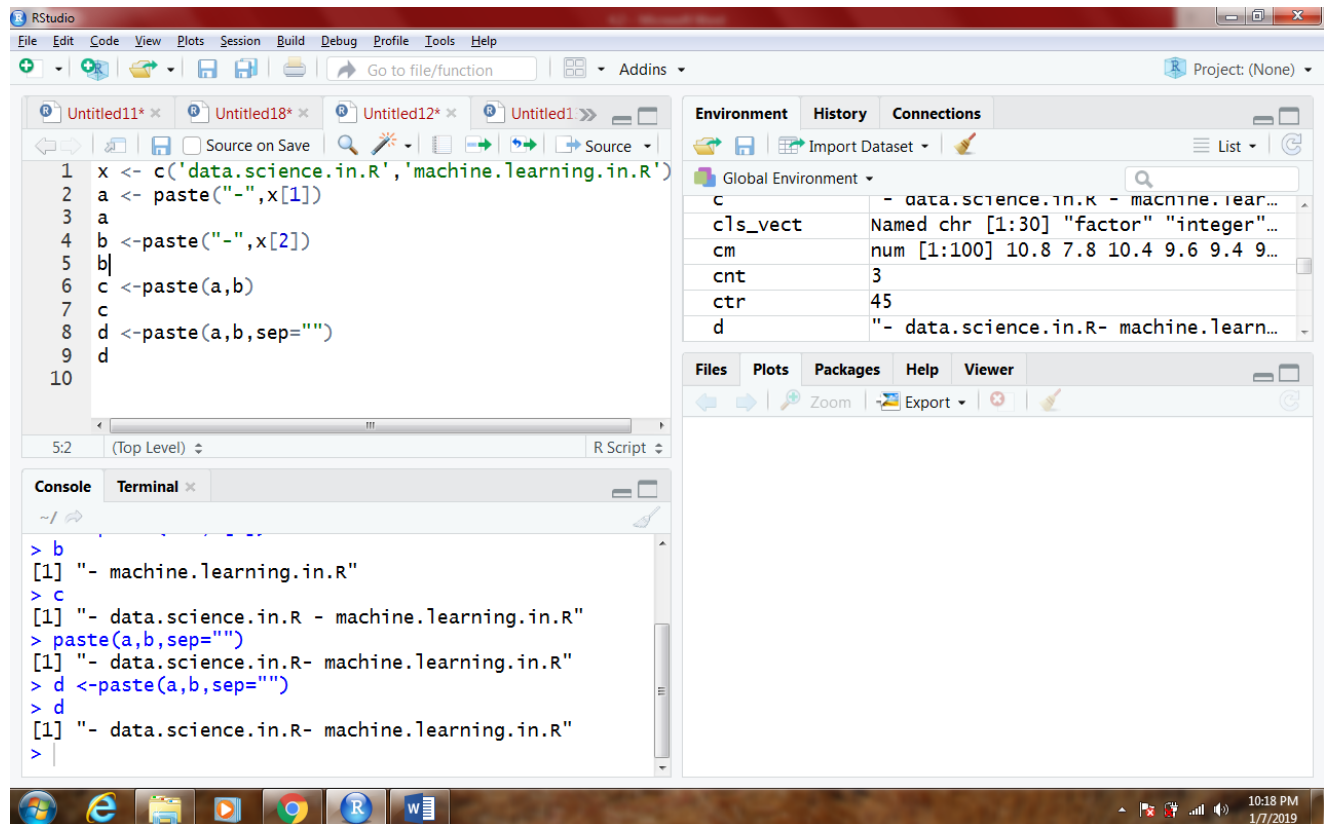 RStudio
File Edit Code View Plots Session Build Debug Profile Tools Help
Go to file/function Addins Project: (None)
Untitled11* Untitled18* Untitled12* Untitled1
Source on Save Source
1 x <- c('data.science.in.R','machine.learning.in.R')
2 a <- paste("-",x[1])
3 a
4 b <-paste("-",x[2])
5 b
6 c <-paste(a,b)
7 c
8 d <-paste(a,b,sep="")
9 d
10
5:2 (Top Level) R Script
Console Terminal
~/
> b
[1] "- machine.learning.in.R"
> c
[1] "- data.science.in.R - machine.learning.in.R"
> paste(a,b,sep="")
[1] "- data.science.in.R- machine.learning.in.R"
> d <-paste(a,b,sep="")
> d
[1] "- data.science.in.R- machine.learning.in.R"
>
Environment History Connections
Import Dataset List
Global Environment
c "- data.science.in.R - machine.lear…
cls_vect Named chr [1:30] "factor" "integer"…
cm num [1:100] 10.8 7.8 10.4 9.6 9.4 9…
cnt 3
ctr 45
d "- data.science.in.R- machine.learn…
Files Plots Packages Help Viewer
Zoom Export
10:18 PM
1/7/2019